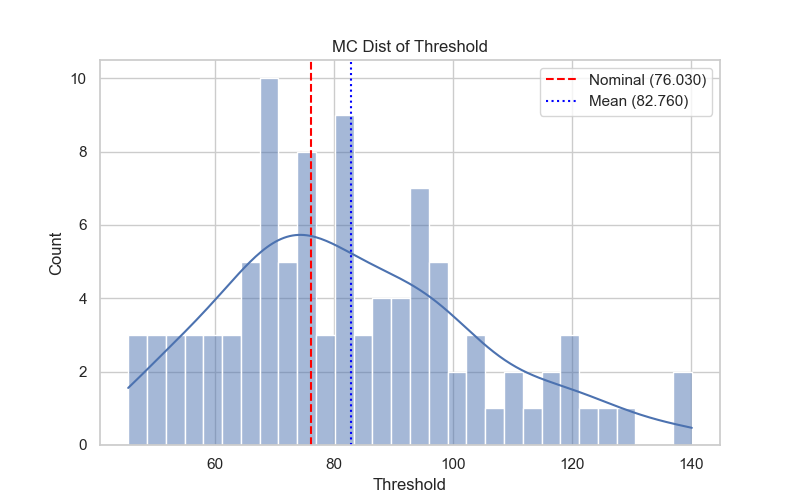 MC Dist of Threshold
Nominal (76.030)
Mean (82.760)
10
8
6
4
2
0
Count
60
80
100
120
140
Threshold